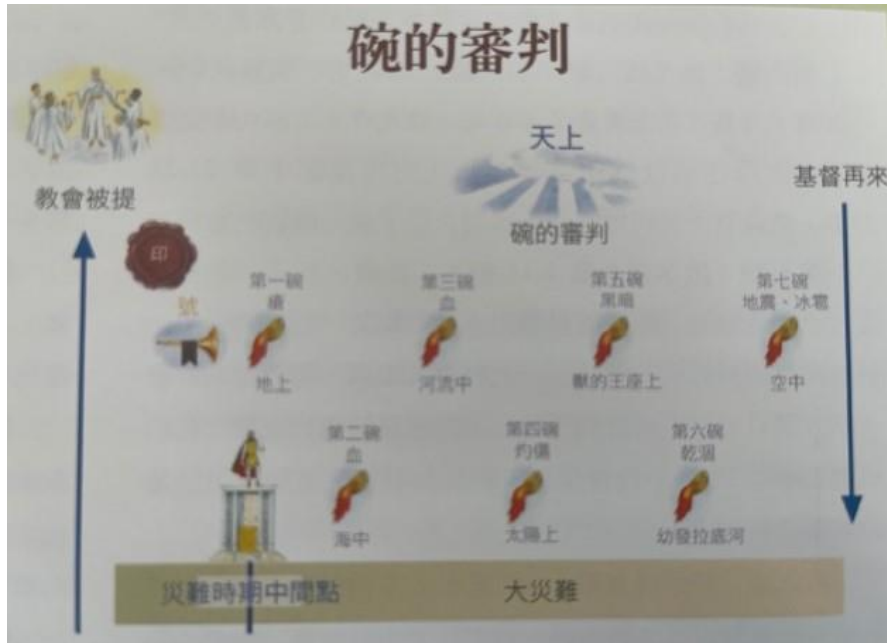 碗的審判
天上
教會被提
基督再來
碗的審判
印
號
第一碗
瘡
地上
第三碗
血
河流中
第五碗
黑暗
獸的王座上
第七碗
地震、冰雹
空中
第二碗
血
海中
第四碗
灼傷
太陽上
第六碗
乾涸
幼發拉底河
災難時期中間點
大災難